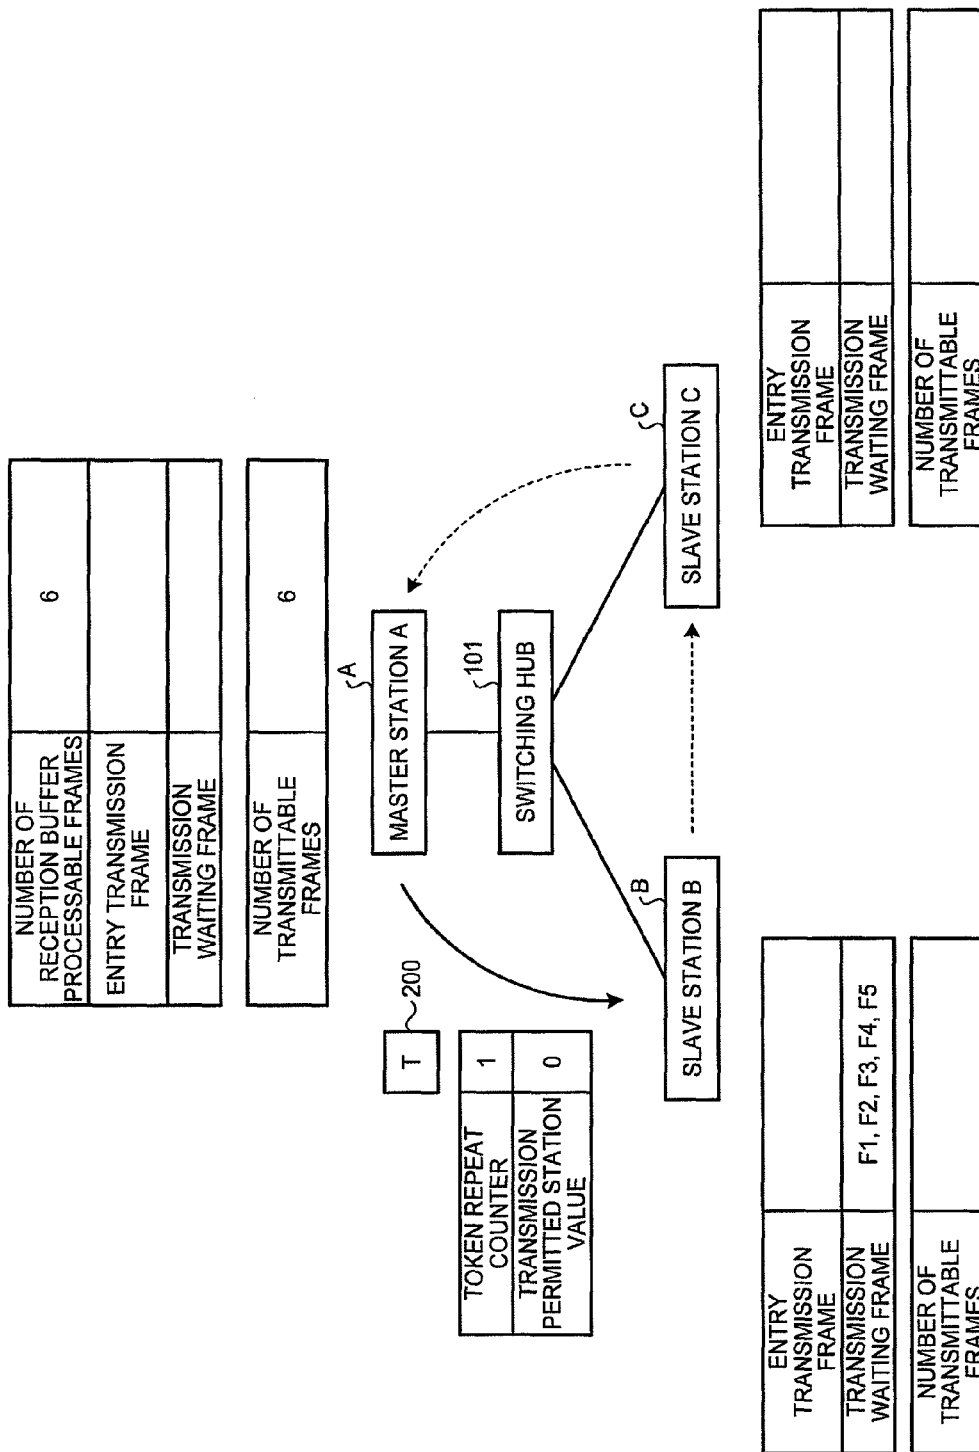 NUMBER OF
RECEPTION BUFFER
PROCESSABLE FRAMES
6
ENTRY TRANSMISSION
FRAME
TRANSMISSION
WAITING FRAME
NUMBER OF
TRANSMITTABLE
FRAMES
6
T
200
TOKEN REPEAT
COUNTER
1
TRANSMISSION
PERMITTED STATION
VALUE
0
A
MASTER STATION A
101
SWITCHING HUB
B
SLAVE STATION B
C
SLAVE STATION C
ENTRY
TRANSMISSION
FRAME
TRANSMISSION
WAITING FRAME
F1, F2, F3, F4, F5
NUMBER OF
TRANSMITTABLE
FRAMES
ENTRY
TRANSMISSION
FRAME
TRANSMISSION
WAITING FRAME
NUMBER OF
TRANSMITTABLE
FRAMES